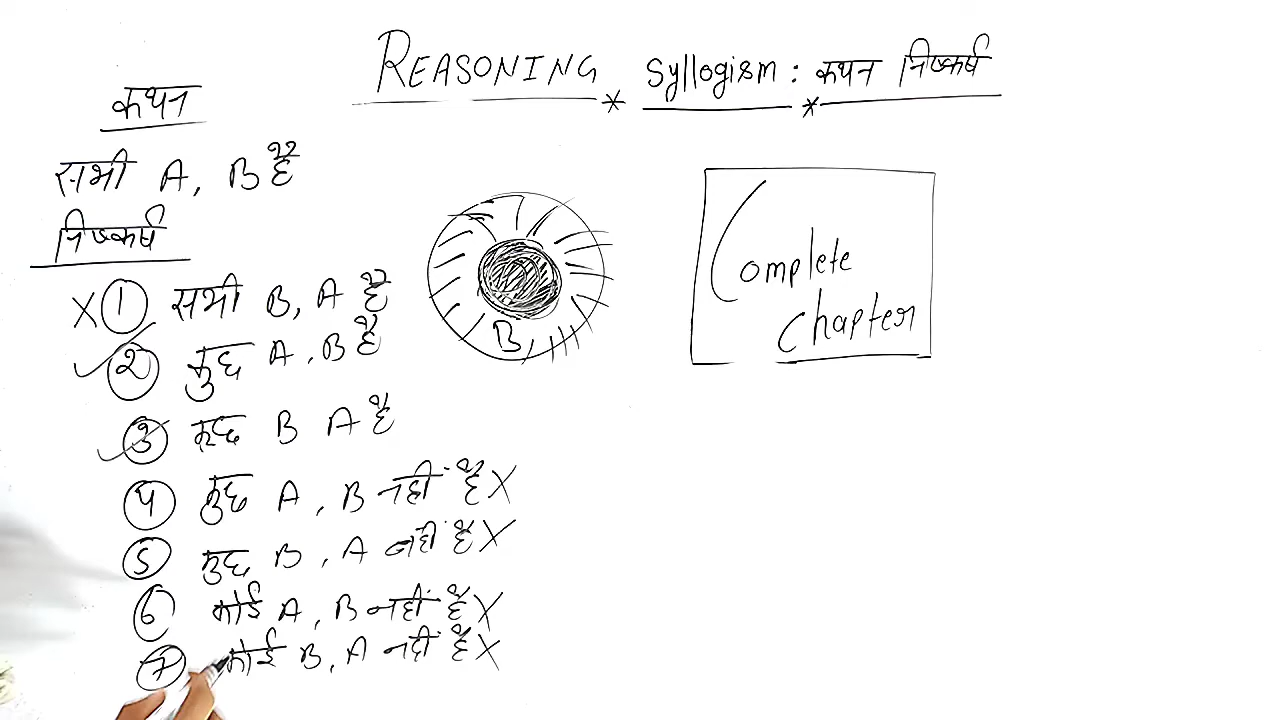 REASONING Syllogism : कथन निष्कर्ष
कथन
सभी A, B है
निष्कर्ष
X 1 सभी B, A है
2 कुछ A, B है
3 कुछ B A है
4 कुछ A, B नहीं है X
5 कुछ B, A नहीं है X
6 कोई A, B नहीं है X
7 कोई B, A नहीं है X
B
Complete
chapter